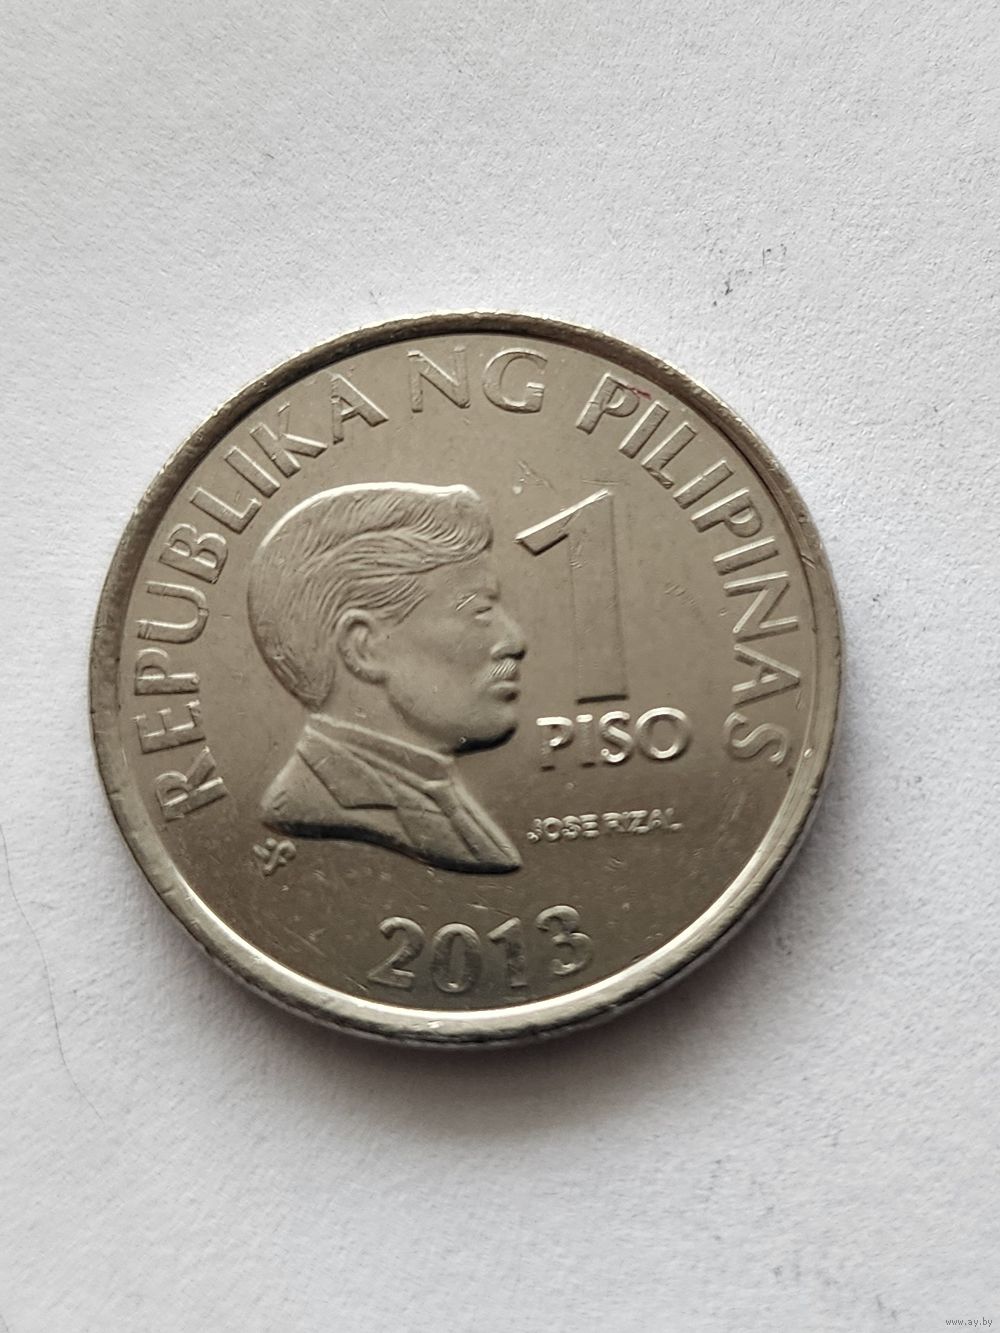 REPUBLIKA NG PILIPINAS
1
PISO
JOSE RIZAL
2013
www.ay.by